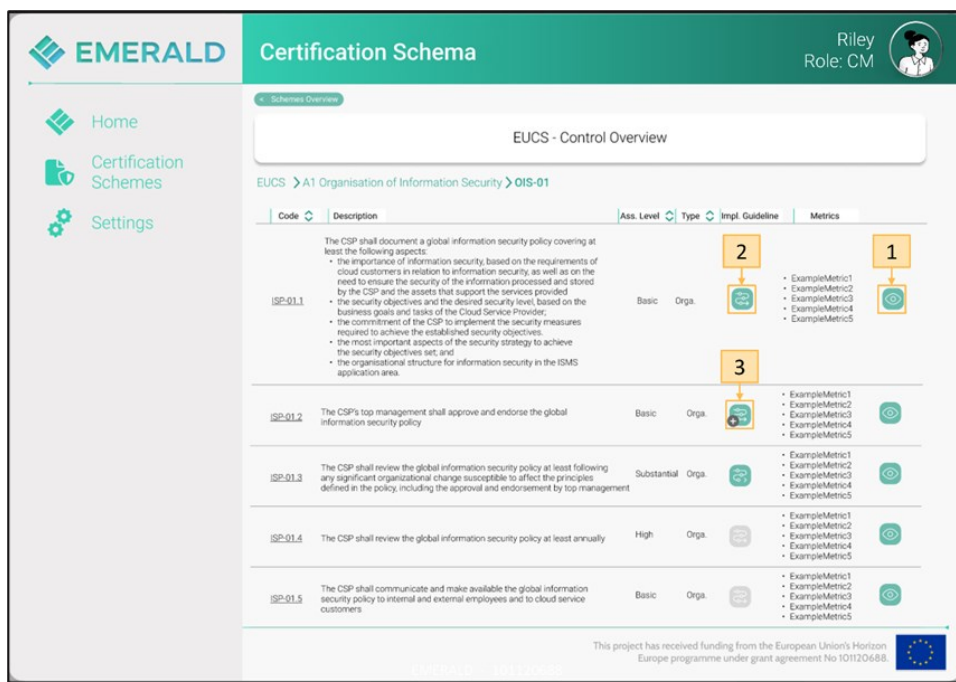 EMERALD
Certification Schema
Riley
Role: CM
Home
Certification
Schemes
Settings
< Schemes Overview
EUCS - Control Overview
EUCS > A1 Organisation of Information Security > OIS-01
Code Description Ass. Level Type Impl. Guideline Metrics
ISP-01.1
The CSP shall document a global information security policy covering at
least the following aspects:
• the importance of information security, based on the requirements of
cloud customers in relation to information security, as well as on the
need to ensure the security of the information processed and stored
by the CSP and the assets that support the services provided
• the security objectives and the desired security level, based on the
business goals and tasks of the Cloud Service Provider;
• the commitment of the CSP to implement the security measures
required to achieve the established security objectives.
• the most important aspects of the security strategy to achieve
the security objectives set; and
• the organisational structure for information security in the ISMS
application area.
Basic Orga.
2
• ExampleMetric1
• ExampleMetric2
• ExampleMetric3
• ExampleMetric4
• ExampleMetric5
1
ISP-01.2
The CSP's top management shall approve and endorse the global
information security policy
Basic Orga.
3
• ExampleMetric1
• ExampleMetric2
• ExampleMetric3
• ExampleMetric4
• ExampleMetric5
ISP-01.3
The CSP shall review the global information security policy at least following
any significant organizational change susceptible to affect the principles
defined in the policy, including the approval and endorsement by top management
Substantial Orga.
• ExampleMetric1
• ExampleMetric2
• ExampleMetric3
• ExampleMetric4
• ExampleMetric5
ISP-01.4
The CSP shall review the global information security policy at least annually
High Orga.
• ExampleMetric1
• ExampleMetric2
• ExampleMetric3
• ExampleMetric4
• ExampleMetric5
ISP-01.5
The CSP shall communicate and make available the global information
security policy to internal and external employees and to cloud service
customers
Basic Orga.
• ExampleMetric1
• ExampleMetric2
• ExampleMetric3
• ExampleMetric4
• ExampleMetric5
This project has received funding from the European Union's Horizon
Europe programme under grant agreement No 101120688.